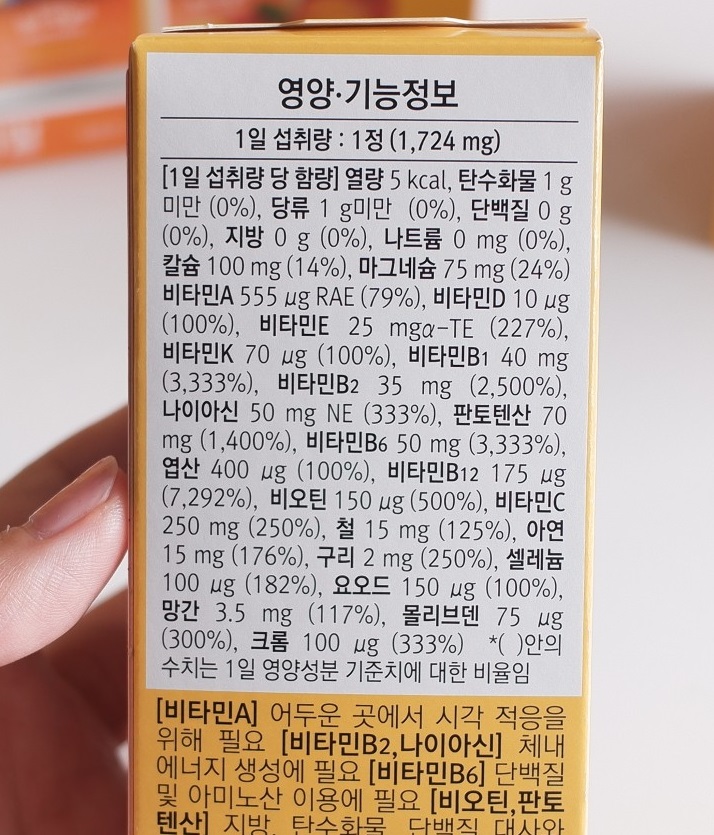 영양·기능정보
1일 섭취량 : 1정 (1,724 mg)
[1일 섭취량 당 함량] 열량 5 kcal, 탄수화물 1 g
미만 (0%), 당류 1 g미만 (0%), 단백질 0 g
(0%), 지방 0 g (0%), 나트륨 0 mg (0%),
칼슘 100 mg (14%), 마그네슘 75 mg (24%)
비타민A 555 µg RAE (79%), 비타민D 10 µg
(100%), 비타민E 25 mgα-TE (227%),
비타민K 70 µg (100%), 비타민B1 40 mg
(3,333%), 비타민B2 35 mg (2,500%),
나이아신 50 mg NE (333%), 판토텐산 70
mg (1,400%), 비타민B6 50 mg (3,333%),
엽산 400 µg (100%), 비타민B12 175 µg
(7,292%), 비오틴 150 µg (500%), 비타민C
250 mg (250%), 철 15 mg (125%), 아연
15 mg (176%), 구리 2 mg (250%), 셀레늄
100 µg (182%), 요오드 150 µg (100%),
망간 3.5 mg (117%), 몰리브덴 75 µg
(300%), 크롬 100 µg (333%) *( )안의
수치는 1일 영양성분 기준치에 대한 비율임
[비타민A] 어두운 곳에서 시각 적응을
위해 필요 [비타민B2,나이아신] 체내
에너지 생성에 필요 [비타민B6] 단백질
및 아미노산 이용에 필요 [비오틴,판토
텐산] 지방, 탄수화물, 단백질 대사와